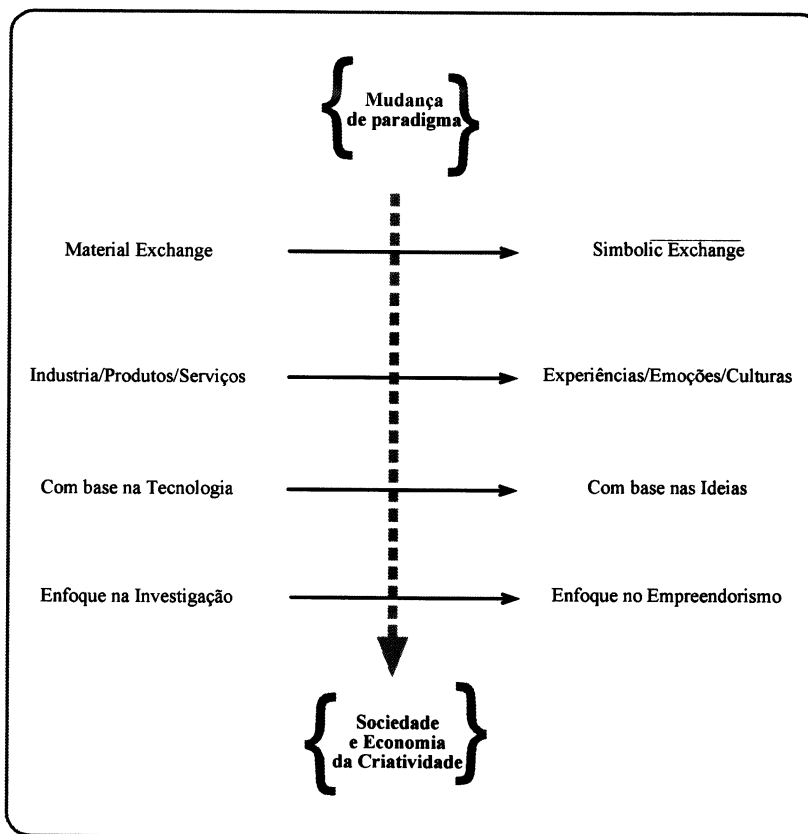 Mudança
de paradigma
Material Exchange
Simbolic Exchange
Industria/Produtos/Serviços
Experiências/Emoções/Culturas
Com base na Tecnologia
Com base nas Ideias
Enfoque na Investigação
Enfoque no Empreendorismo
Sociedade
e Economia
da Criatividade